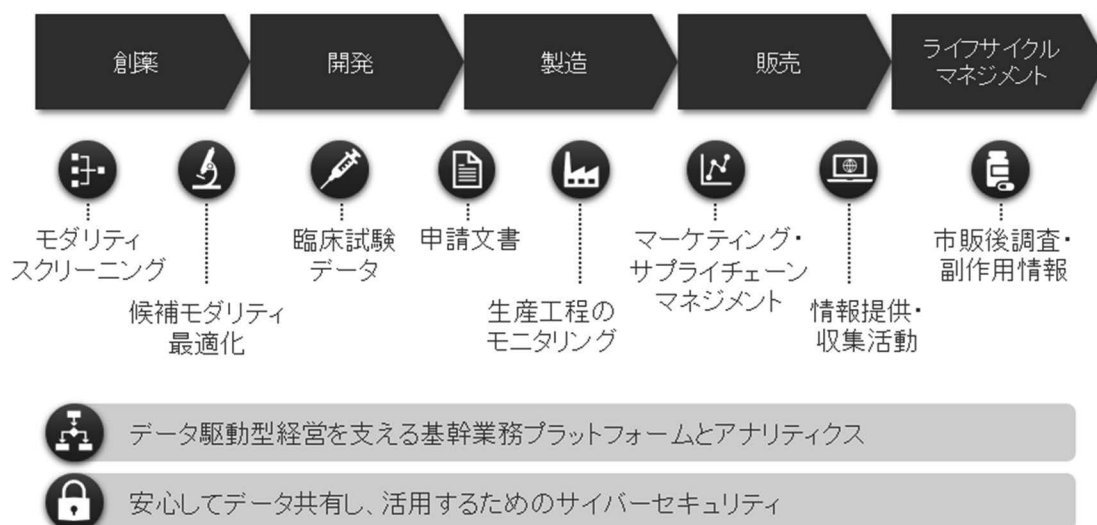 創薬
開発
製造
販売
ライフサイクル
マネジメント
モダリティ
スクリーニング
候補モダリティ
最適化
臨床試験
データ
申請文書
生産工程の
モニタリング
マーケティング・
サプライチェーン
マネジメント
情報提供・
収集活動
市販後調査・
副作用情報
データ駆動型経営を支える基幹業務プラットフォームとアナリティクス
安心してデータ共有し、活用するためのサイバーセキュリティ